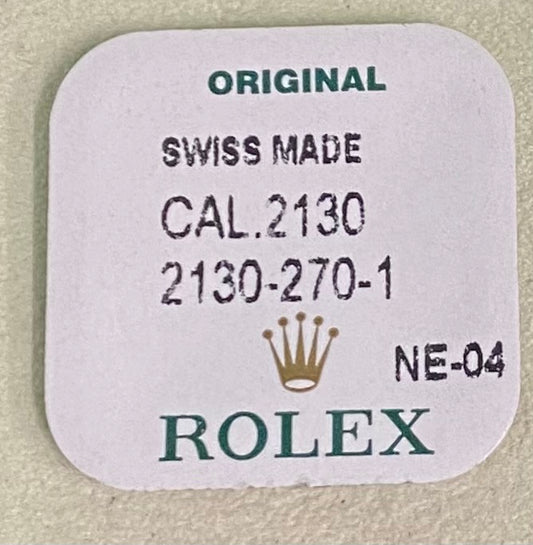 ORIGINAL
SWISS MADE
CAL.2130
2130-270-1
NE-04
ROLEX